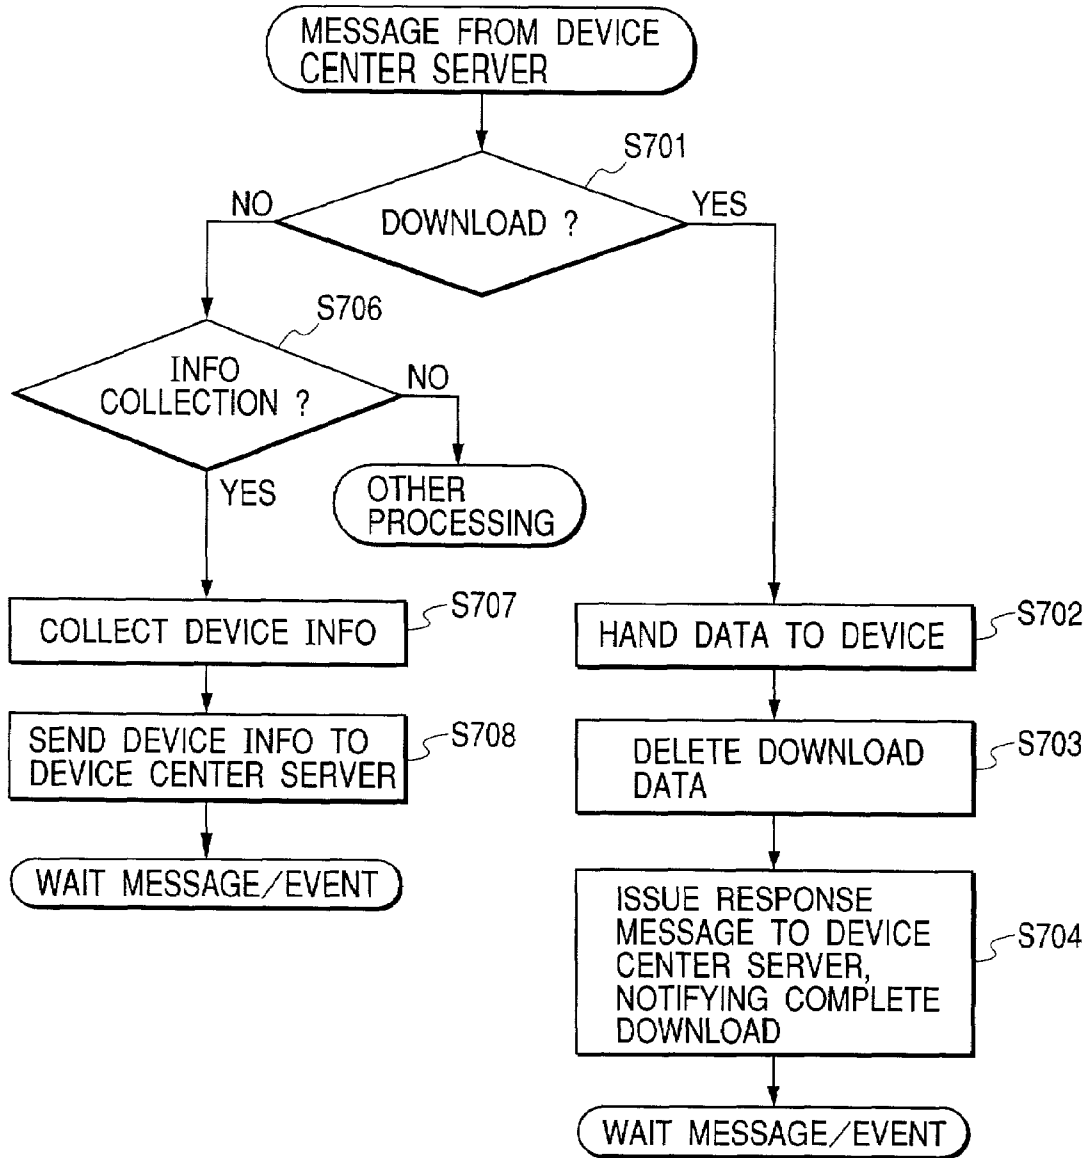 MESSAGE FROM DEVICE
CENTER SERVER
S701
NO
DOWNLOAD ?
YES
S706
INFO
COLLECTION ?
NO
YES
OTHER
PROCESSING
COLLECT DEVICE INFO
S707
HAND DATA TO DEVICE
S702
SEND DEVICE INFO TO
DEVICE CENTER SERVER
S708
DELETE DOWNLOAD
DATA
S703
WAIT MESSAGE/EVENT
ISSUE RESPONSE
MESSAGE TO DEVICE
CENTER SERVER,
NOTIFYING COMPLETE
DOWNLOAD
S704
WAIT MESSAGE/EVENT